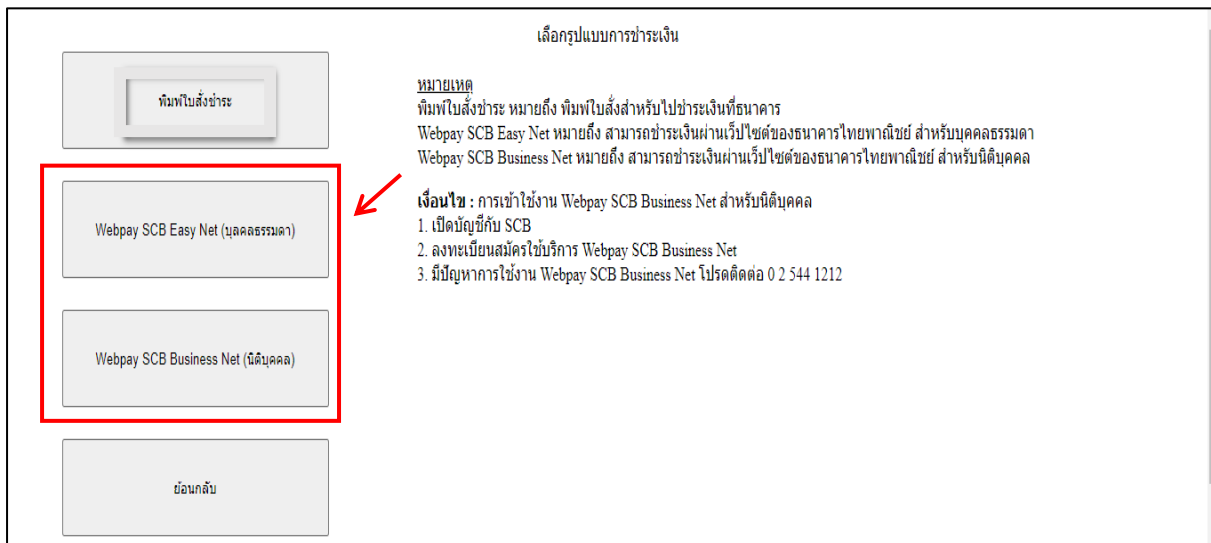 เลือกรูปแบบการชำระเงิน
พิมพ์ใบสั่งชำระ
Webpay SCB Easy Net (บุลคลธรรมดา)
Webpay SCB Business Net (นิติบุคคล)
ย้อนกลับ
หมายเหตุ
พิมพ์ใบสั่งชำระ หมายถึง พิมพ์ใบสั่งสำหรับไปชำระเงินที่ธนาคาร
Webpay SCB Easy Net หมายถึง สามารถชำระเงินผ่านเว็ปไซต์ของธนาคารไทยพาณิชย์ สำหรับบุคคลธรรมดา
Webpay SCB Business Net หมายถึง สามารถชำระเงินผ่านเว็ปไซต์ของธนาคารไทยพาณิชย์ สำหรับนิติบุคคล
เงื่อนไข : การเข้าใช้งาน Webpay SCB Business Net สำหรับนิติบุคคล
1. เปิดบัญชีกับ SCB
2. ลงทะเบียนสมัครใช้บริการ Webpay SCB Business Net
3. มีปัญหาการใช้งาน Webpay SCB Business Net โปรดติดต่อ 0 2 544 1212